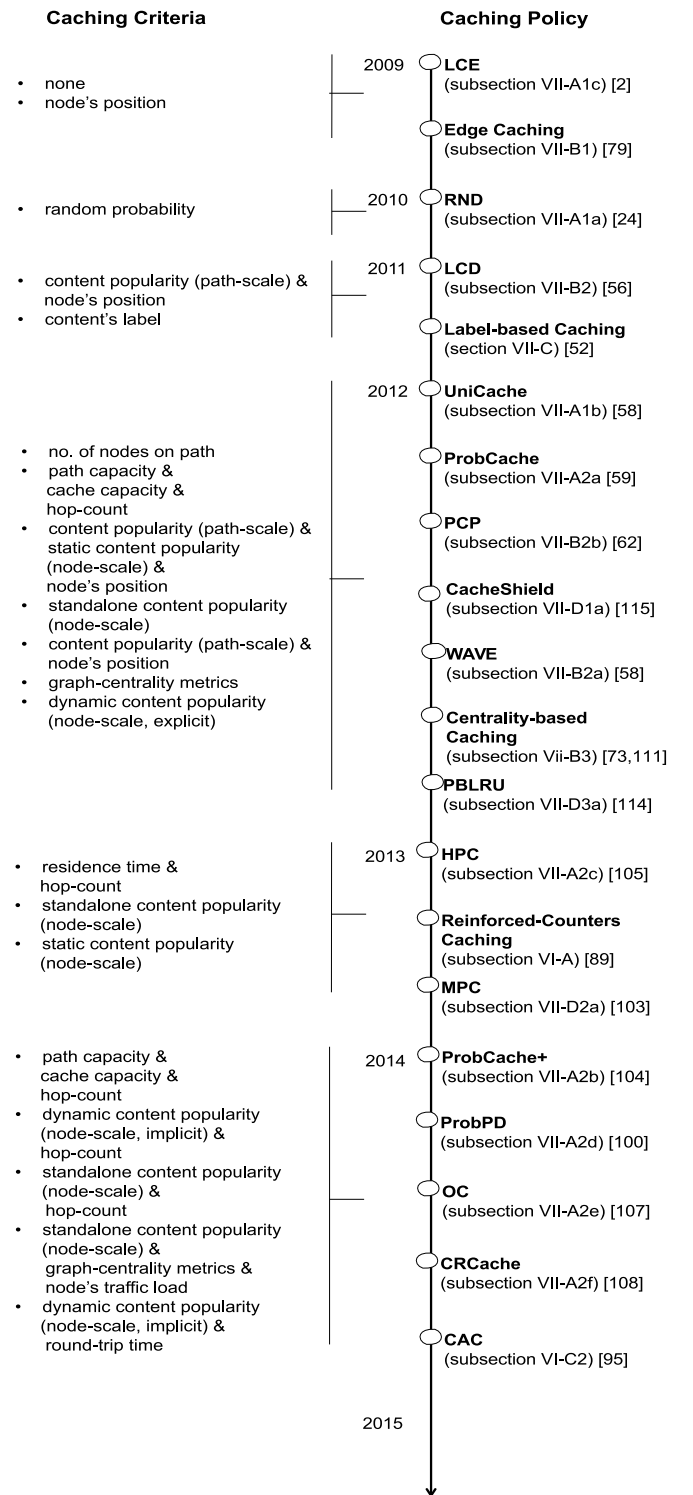 Caching Criteria
Caching Policy
2009
• none
• node's position
LCE
(subsection VII-A1c) [2]
Edge Caching
(subsection VII-B1) [79]
2010
• random probability
RND
(subsection VII-A1a) [24]
2011
• content popularity (path-scale) &
node's position
• content's label
LCD
(subsection VII-B2) [56]
Label-based Caching
(section VII-C) [52]
2012
• no. of nodes on path
• path capacity &
cache capacity &
hop-count
• content popularity (path-scale) &
static content popularity
(node-scale) &
node's position
• standalone content popularity
(node-scale)
• content popularity (path-scale) &
node's position
• graph-centrality metrics
• dynamic content popularity
(node-scale, explicit)
UniCache
(subsection VII-A1b) [58]
ProbCache
(subsection VII-A2a [59]
PCP
(subsection VII-B2b) [62]
CacheShield
(subsection VII-D1a) [115]
WAVE
(subsection VII-B2a) [58]
Centrality-based
Caching
(subsection Vii-B3) [73,111]
PBLRU
(subsection VII-D3a) [114]
2013
• residence time &
hop-count
• standalone content popularity
(node-scale)
• static content popularity
(node-scale)
HPC
(subsection VII-A2c) [105]
Reinforced-Counters
Caching
(subsection VI-A) [89]
MPC
(subsection VII-D2a) [103]
2014
• path capacity &
cache capacity &
hop-count
• dynamic content popularity
(node-scale, implicit) &
hop-count
• standalone content popularity
(node-scale) &
hop-count
• standalone content popularity
(node-scale) &
graph-centrality metrics &
node's traffic load
• dynamic content popularity
(node-scale, implicit) &
round-trip time
ProbCache+
(subsection VII-A2b) [104]
ProbPD
(subsection VII-A2d) [100]
OC
(subsection VII-A2e) [107]
CRCache
(subsection VII-A2f) [108]
CAC
(subsection VI-C2) [95]
2015